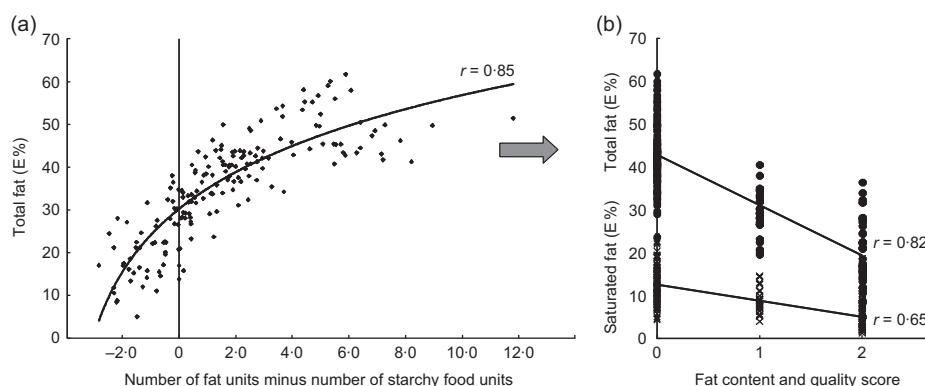 (a)
70
60
50
40
30
20
10
0
Total fat (E%)
r = 0·85
–2·0
0
2·0
4·0
6·0
8·0
10·0
12·0
Number of fat units minus number of starchy food units
(b)
70
60
50
40
30
20
10
0
Total fat (E%)
Saturated fat (E%)
r = 0·82
r = 0·65
0
1
2
Fat content and quality score